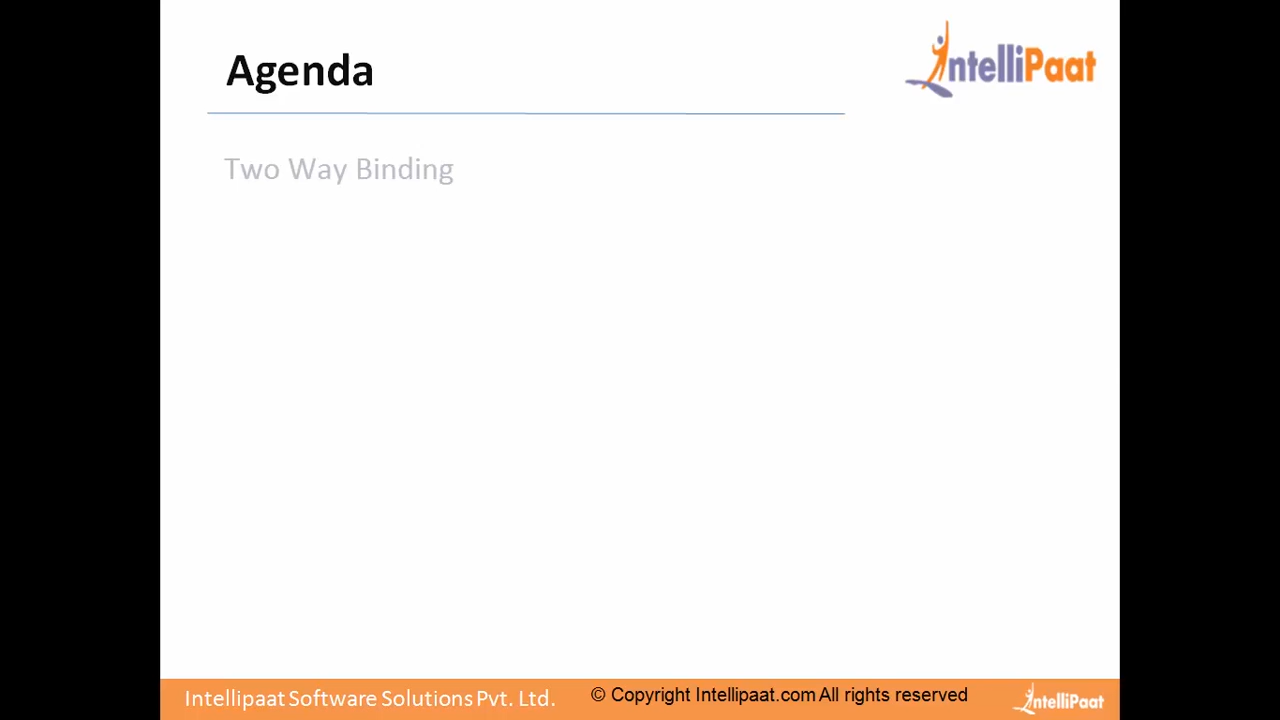 Agenda
IntelliPaat
Two Way Binding
Intellipaat Software Solutions Pvt. Ltd.
© Copyright Intellipaat.com All rights reserved
IntelliPaat